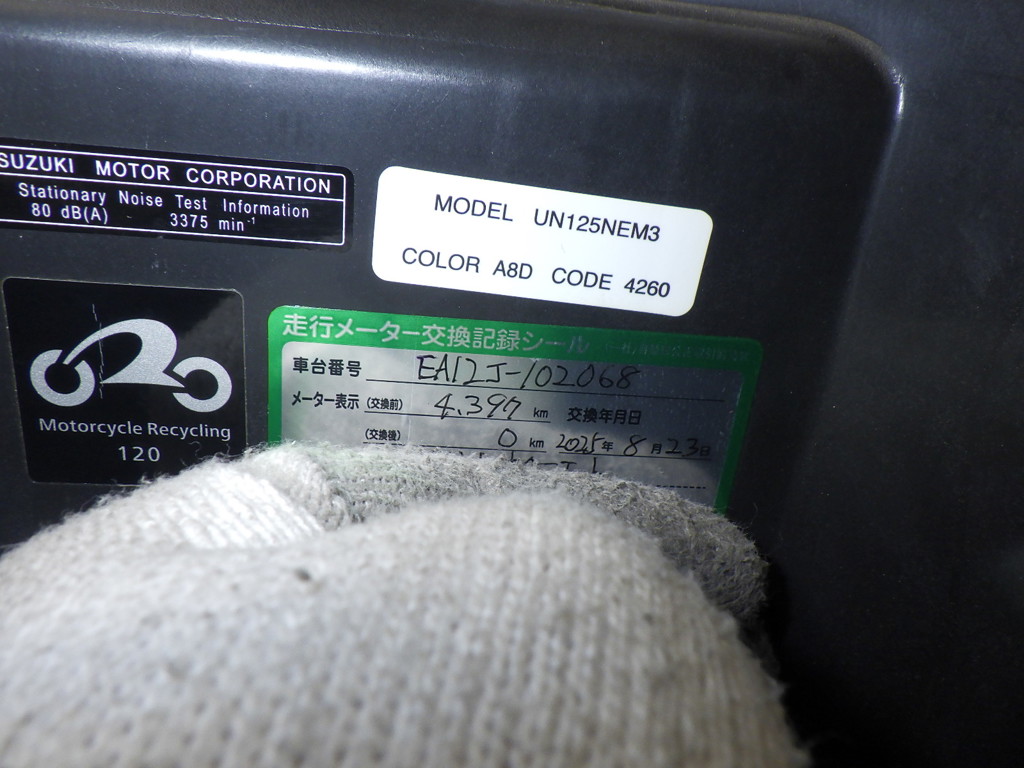 SUZUKI MOTOR CORPORATION
Stationary Noise Test Information
80 dB(A) 3375 min⁻¹
MODEL UN125NEM3
COLOR A8D CODE 4260
Motorcycle Recycling
120
走行メーター交換記録シール
車台番号 EA12J-102068
メーター表示 (交換前) 4,397 km 交換年月日
(交換後) 0 km 2025年 8月 23日